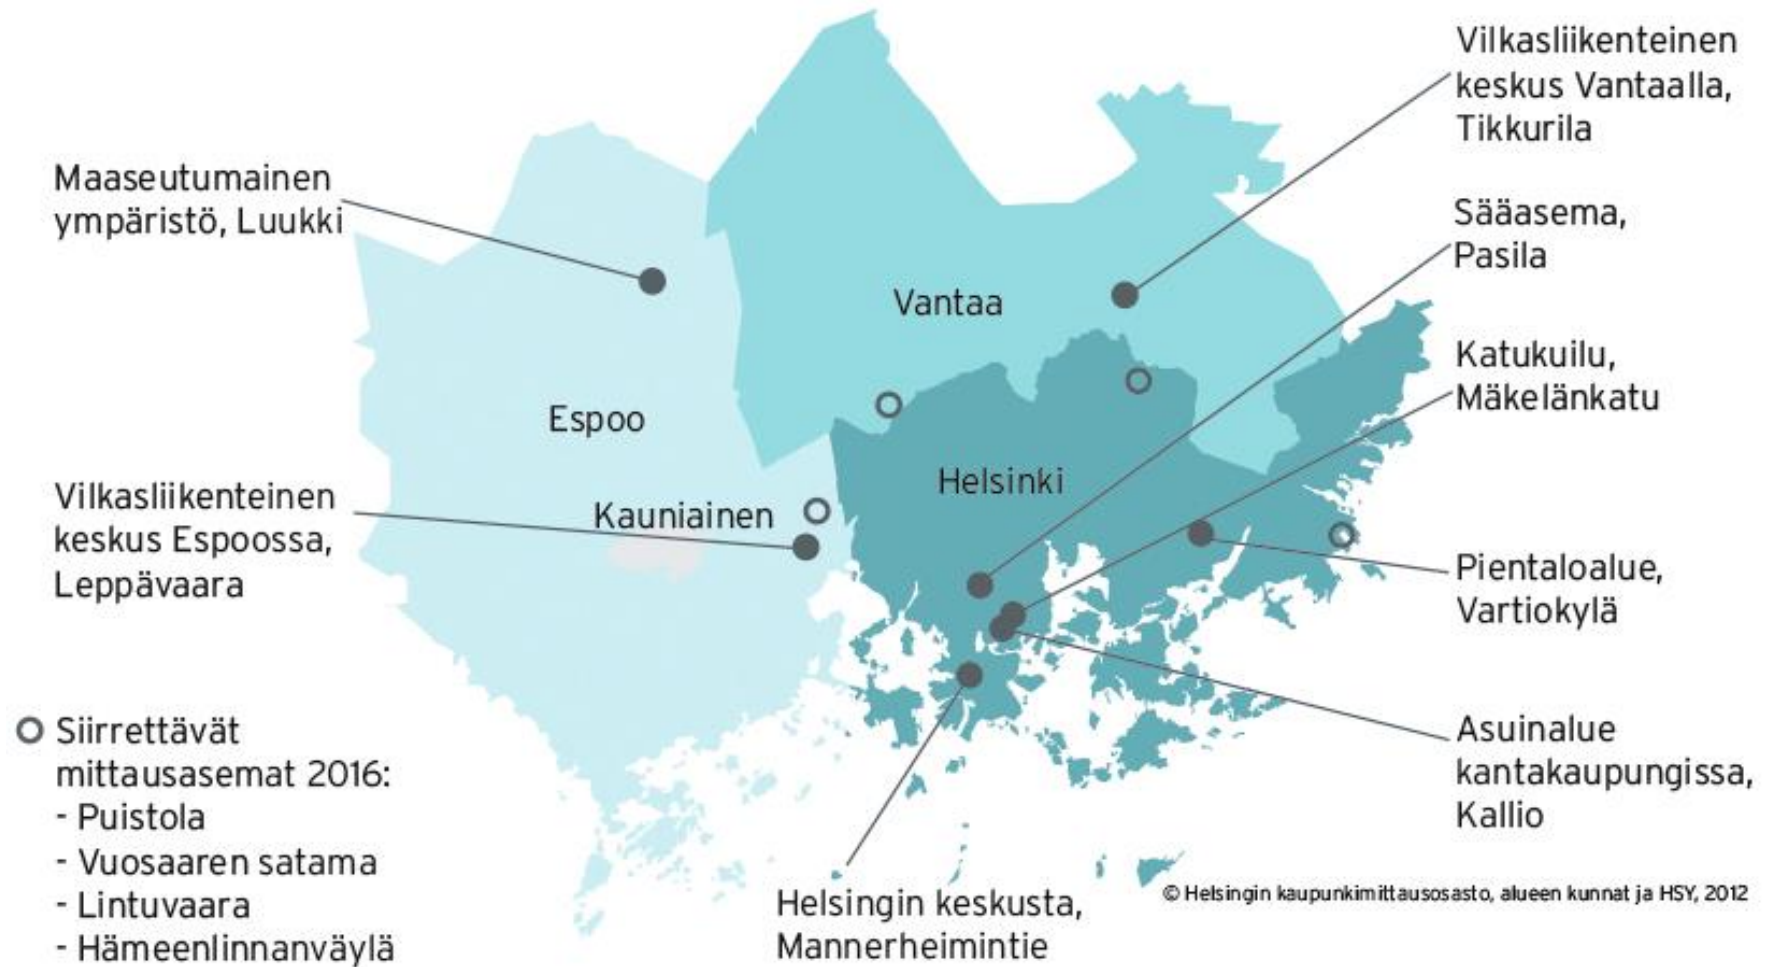 Vilkasliikenteinen
keskus Vantaalla,
Tikkurila
Maaseutumainen
ympäristö, Luukki
Sääasema,
Pasila
Vantaa
Katukuilu,
Mäkelänkatu
Espoo
Helsinki
Vilkasliikenteinen
keskus Espoossa,
Leppävaara
Kauniainen
Pientaloalue,
Vartiokylä
Siirrettävät
mittausasemat 2016:
- Puistola
- Vuosaaren satama
- Lintuvaara
- Hämeenlinnanväylä
Asuinalue
kantakaupungissa,
Kallio
Helsingin keskusta,
Mannerheimintie
© Helsingin kaupunkimittausosasto, alueen kunnat ja HSY, 2012